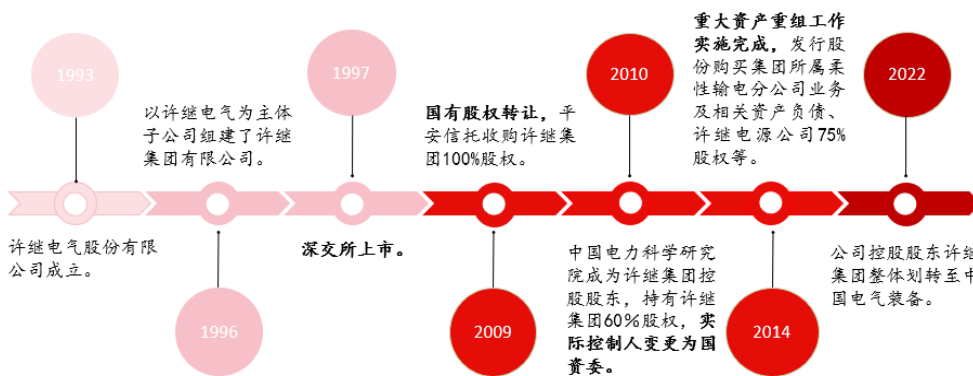 1993
许继电气股份有限
公司成立。
以许继电气为主体
子公司组建了许继
集团有限公司。
1996
1997
深交所上市。
国有股权转让，平
安信托收购许继集
团100%股权。
2009
2010
中国电力科学研究
院成为许继集团控
股股东，持有许继
集团60%股权，实
际控制人变更为国
资委。
重大资产重组工作
实施完成，发行股
份购买集团所属柔
性输电分公司业务
及相关资产负债、
许继电源公司75%
股权等。
2014
2022
公司控股股东许继
集团整体划转至中
国电气装备。